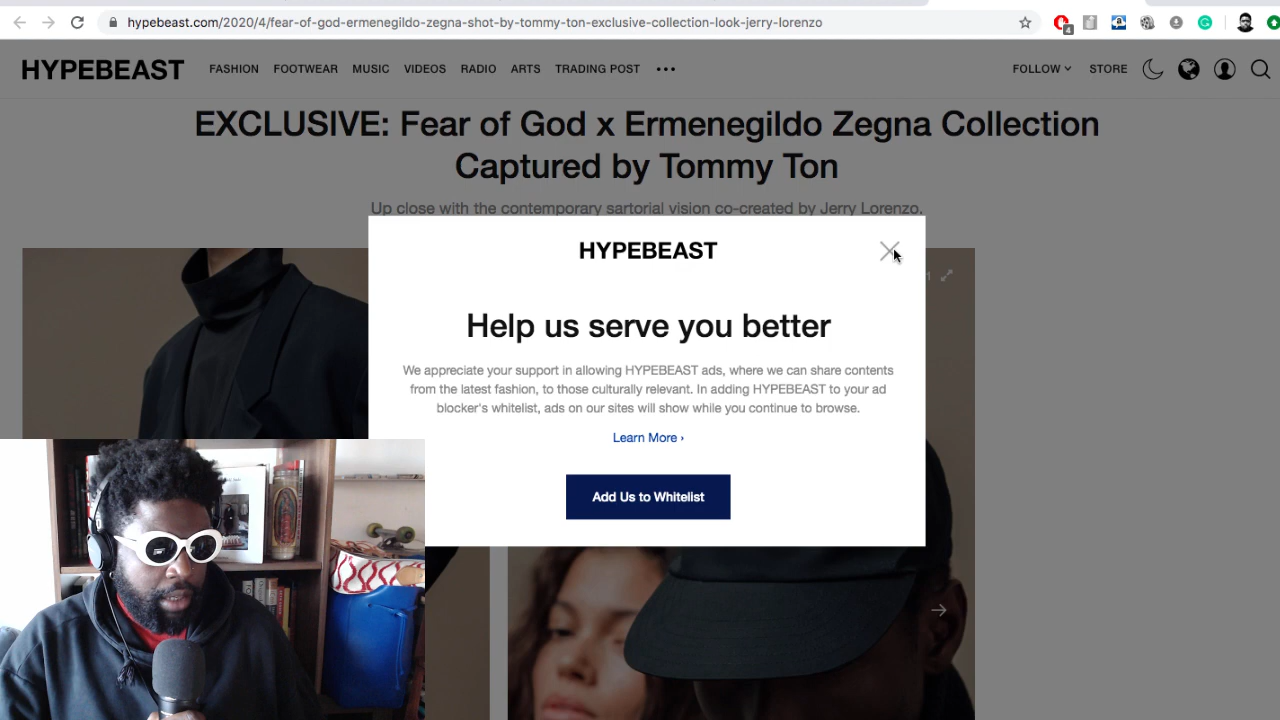 hypebeast.com/2020/4/fear-of-god-ermenegildo-zegna-shot-by-tommy-ton-exclusive-collection-look-jerry-lorenzo
4
HYPEBEAST FASHION FOOTWEAR MUSIC VIDEOS RADIO ARTS TRADING POST ••• FOLLOW STORE
EXCLUSIVE: Fear of God x Ermenegildo Zegna Collection
Captured by Tommy Ton
Up close with the contemporary sartorial vision co-created by Jerry Lorenzo.
HYPEBEAST
1
Help us serve you better
We appreciate your support in allowing HYPEBEAST ads, where we can share contents
from the latest fashion, to those culturally relevant. In adding HYPEBEAST to your ad
blocker's whitelist, ads on our sites will show while you continue to browse.
Learn More ›
Add Us to Whitelist